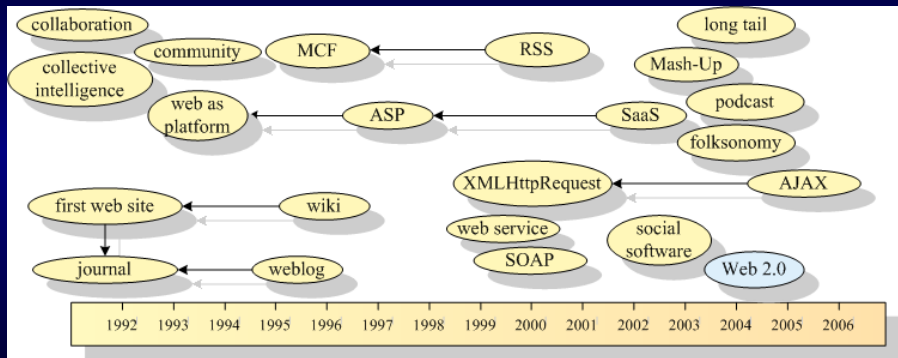 collaboration
community
MCF
RSS
long tail
collective
intelligence
Mash-Up
web as
platform
ASP
SaaS
podcast
folksonomy
XMLHttpRequest
AJAX
first web site
wiki
web service
social
software
journal
weblog
SOAP
Web 2.0
1992 1993 1994 1995 1996 1997 1998 1999 2000 2001 2002 2003 2004 2005 2006